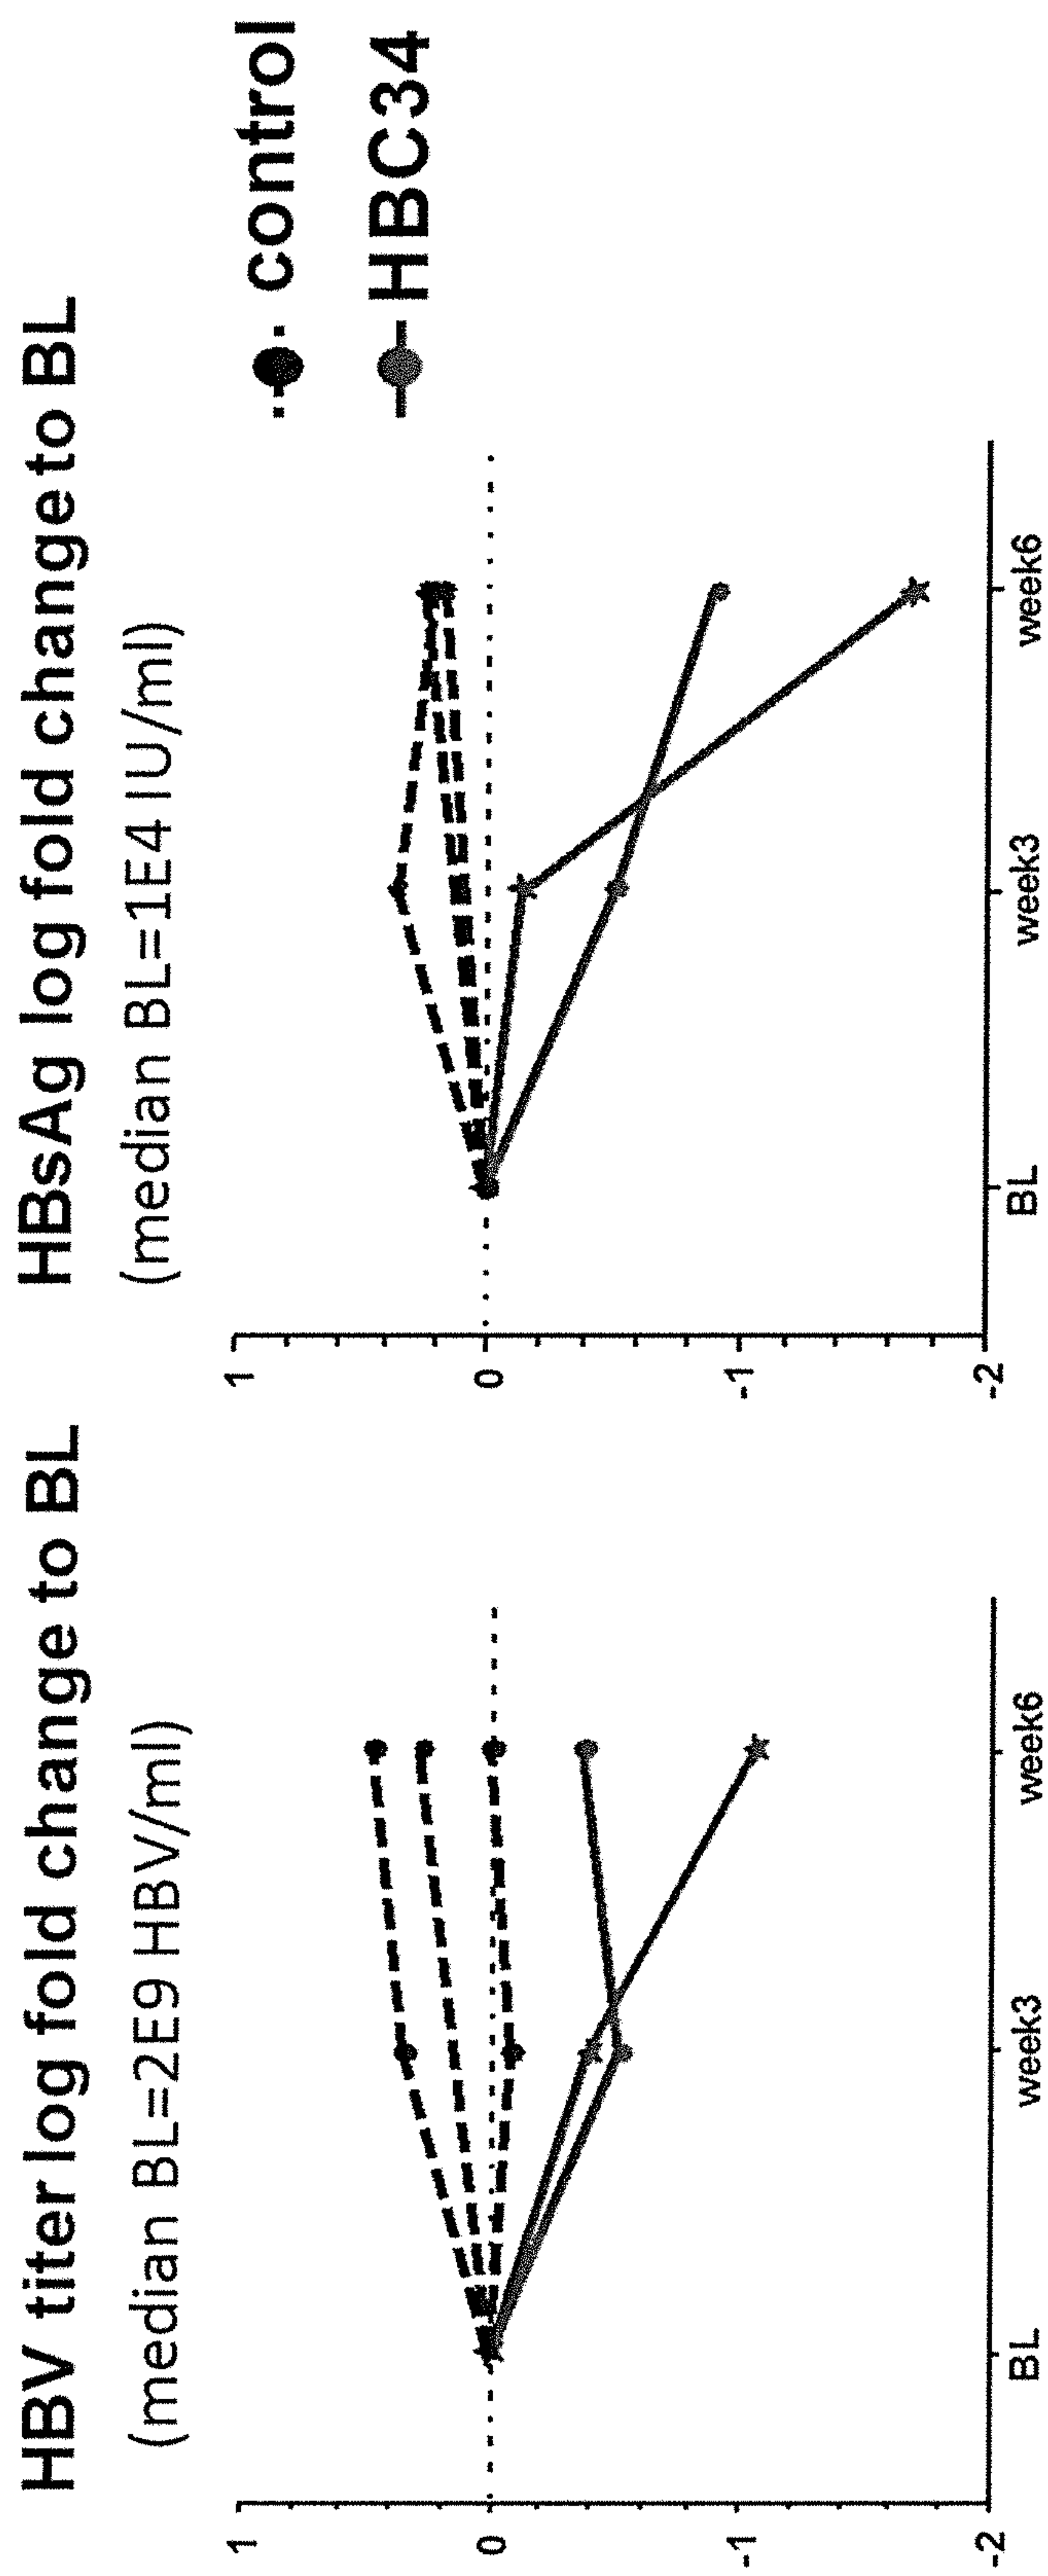 HBV titer log fold change to BL
(median BL=2E9 HBV/ml)
1
0
-1
-2
BL
week3
week6
HBsAg log fold change to BL
(median BL=1E4 IU/ml)
1
0
-1
-2
BL
week3
week6
control
HBC34